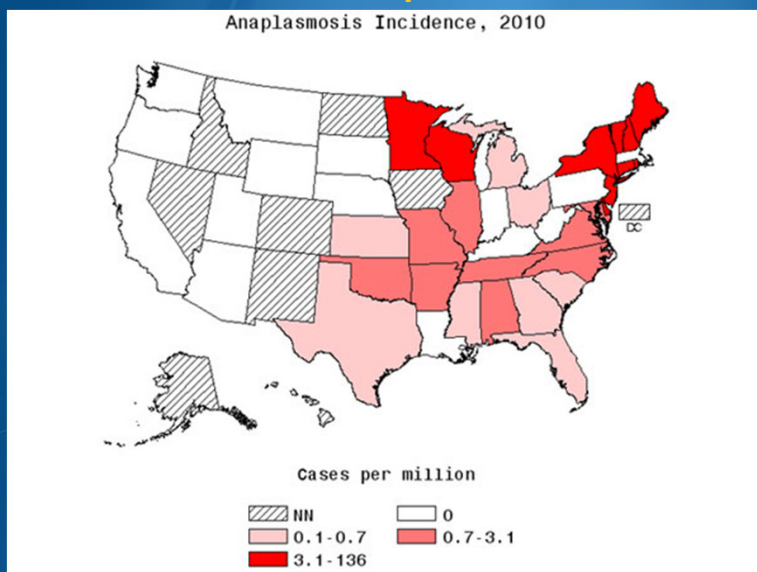 Anaplasmosis Incidence, 2010
DC
Cases per million
NN
0
0.1-0.7
0.7-3.1
3.1-136